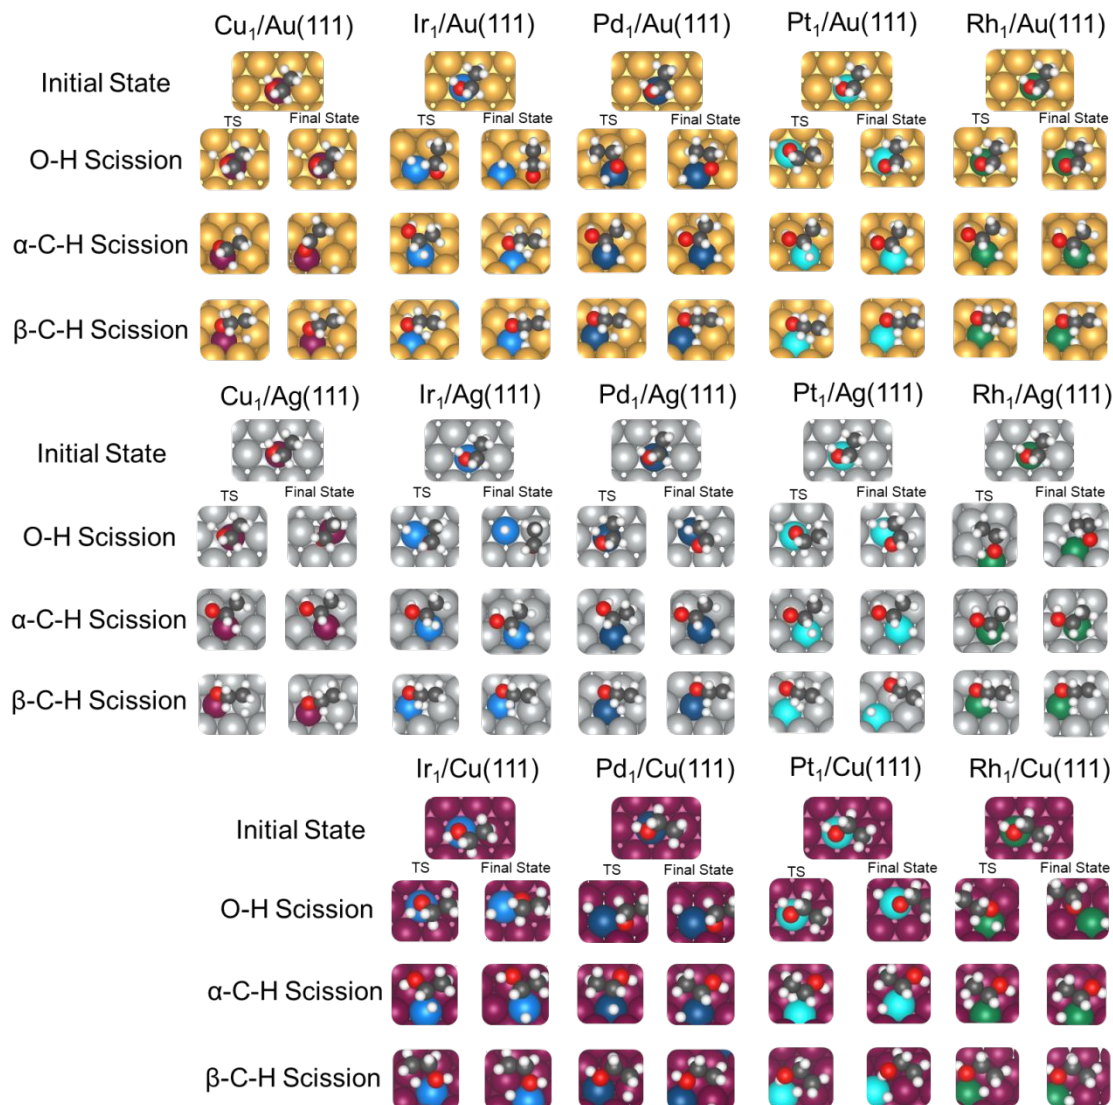 Cu₁/Au(111) Ir₁/Au(111) Pd₁/Au(111) Pt₁/Au(111) Rh₁/Au(111)
Initial State
TS Final State TS Final State TS Final State TS Final State TS Final State
O-H Scission
α-C-H Scission
β-C-H Scission
Cu₁/Ag(111) Ir₁/Ag(111) Pd₁/Ag(111) Pt₁/Ag(111) Rh₁/Ag(111)
Initial State
TS Final State TS Final State TS Final State TS Final State TS Final State
O-H Scission
α-C-H Scission
β-C-H Scission
Ir₁/Cu(111) Pd₁/Cu(111) Pt₁/Cu(111) Rh₁/Cu(111)
Initial State
TS Final State TS Final State TS Final State TS Final State
O-H Scission
α-C-H Scission
β-C-H Scission